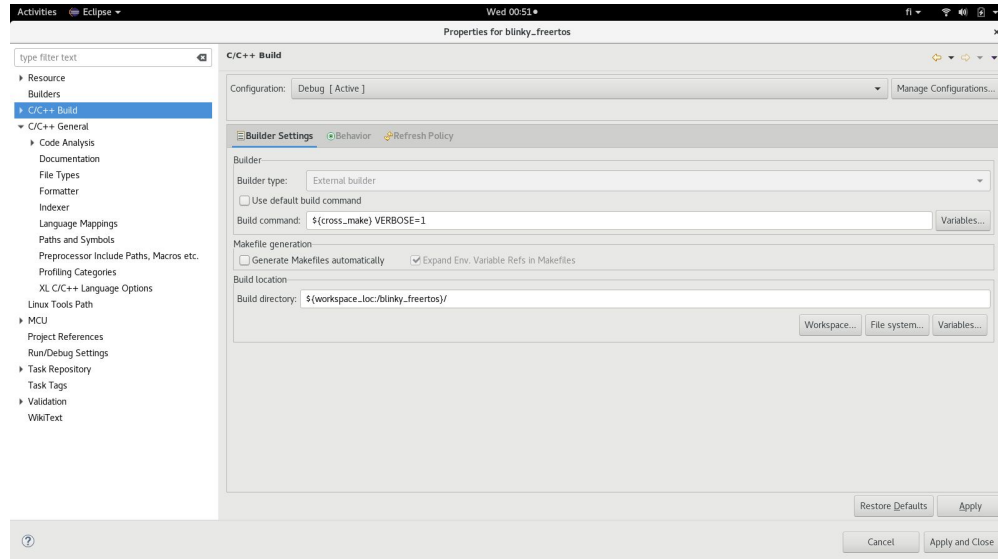 Activities Eclipse Wed 00:51 fi
Properties for blinky_freertos
type filter text
Resource
Builders
C/C++ Build
C/C++ General
Code Analysis
Documentation
File Types
Formatter
Indexer
Language Mappings
Paths and Symbols
Preprocessor Include Paths, Macros etc.
Profiling Categories
XL C/C++ Language Options
Linux Tools Path
MCU
Project References
Run/Debug Settings
Task Repository
Task Tags
Validation
WikiText
C/C++ Build
Configuration: Debug [ Active ] Manage Configurations...
Builder Settings Behavior Refresh Policy
Builder
Builder type: External builder
Use default build command
Build command: ${cross_make} VERBOSE=1 Variables...
Makefile generation
Generate Makefiles automatically Expand Env. Variable Refs in Makefiles
Build location
Build directory: ${workspace_loc:/blinky_freertos}/
Workspace... File system... Variables...
Restore Defaults Apply
Cancel Apply and Close